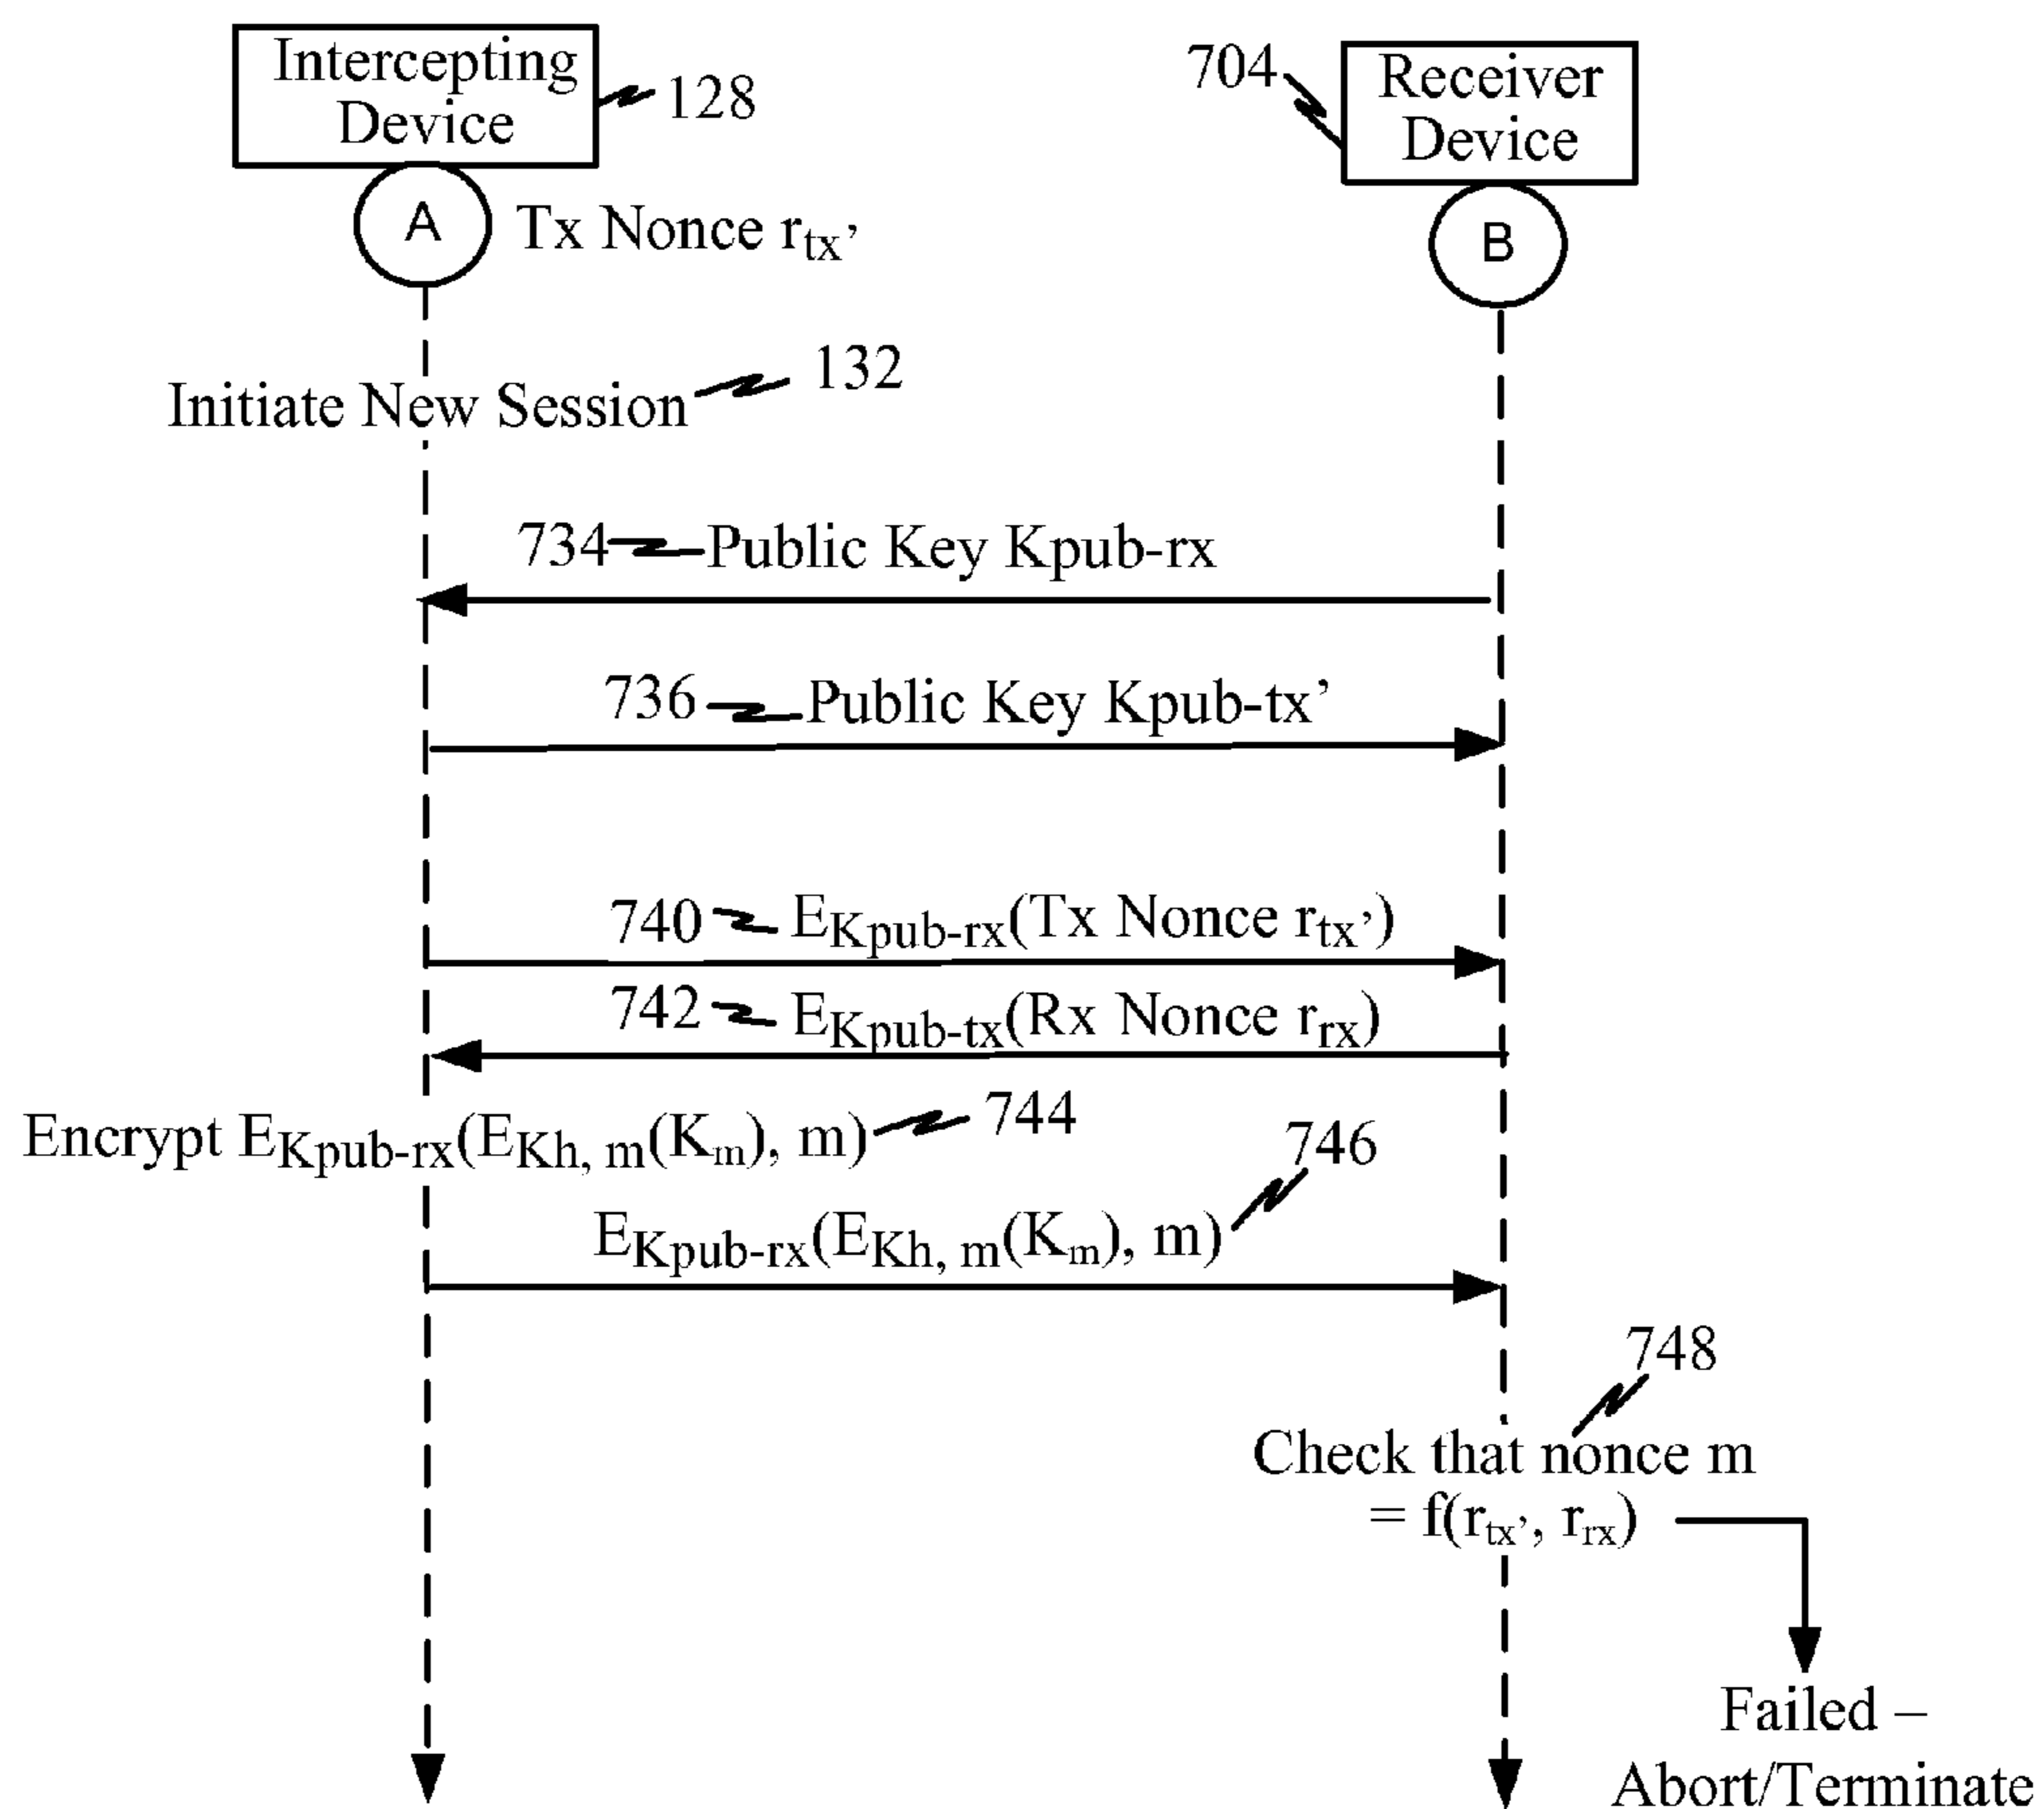 Intercepting
Device
128
704
Receiver
Device
A
Tx Nonce rtx’
B
132
Initiate New Session
734
Public Key Kpub-rx
736
Public Key Kpub-tx’
740
EKpub-rx(Tx Nonce rtx’)
742
EKpub-tx(Rx Nonce rrx)
Encrypt EKpub-rx(EKh, m(Km), m)
744
746
EKpub-rx(EKh, m(Km), m)
748
Check that nonce m
= f(rtx’, rrx)
Failed –
Abort/Terminate